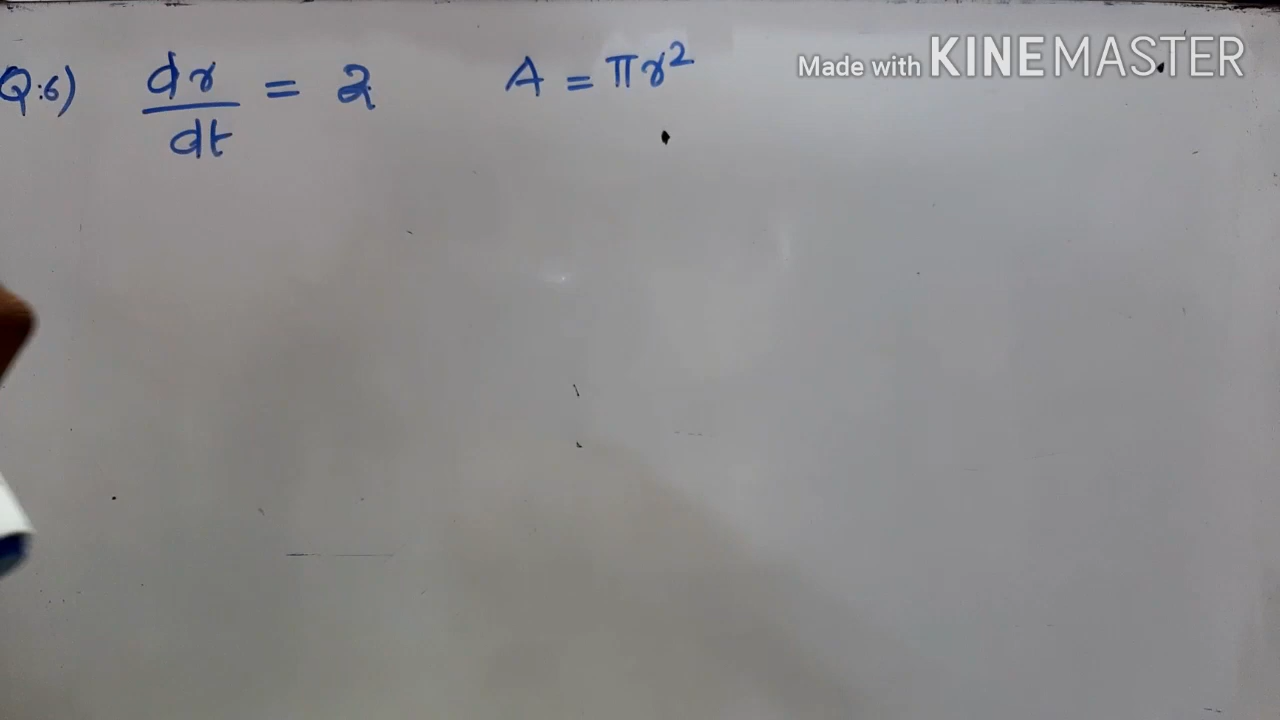 Q:6) dr/dt = 2 A = πr²
Made with KINEMASTER